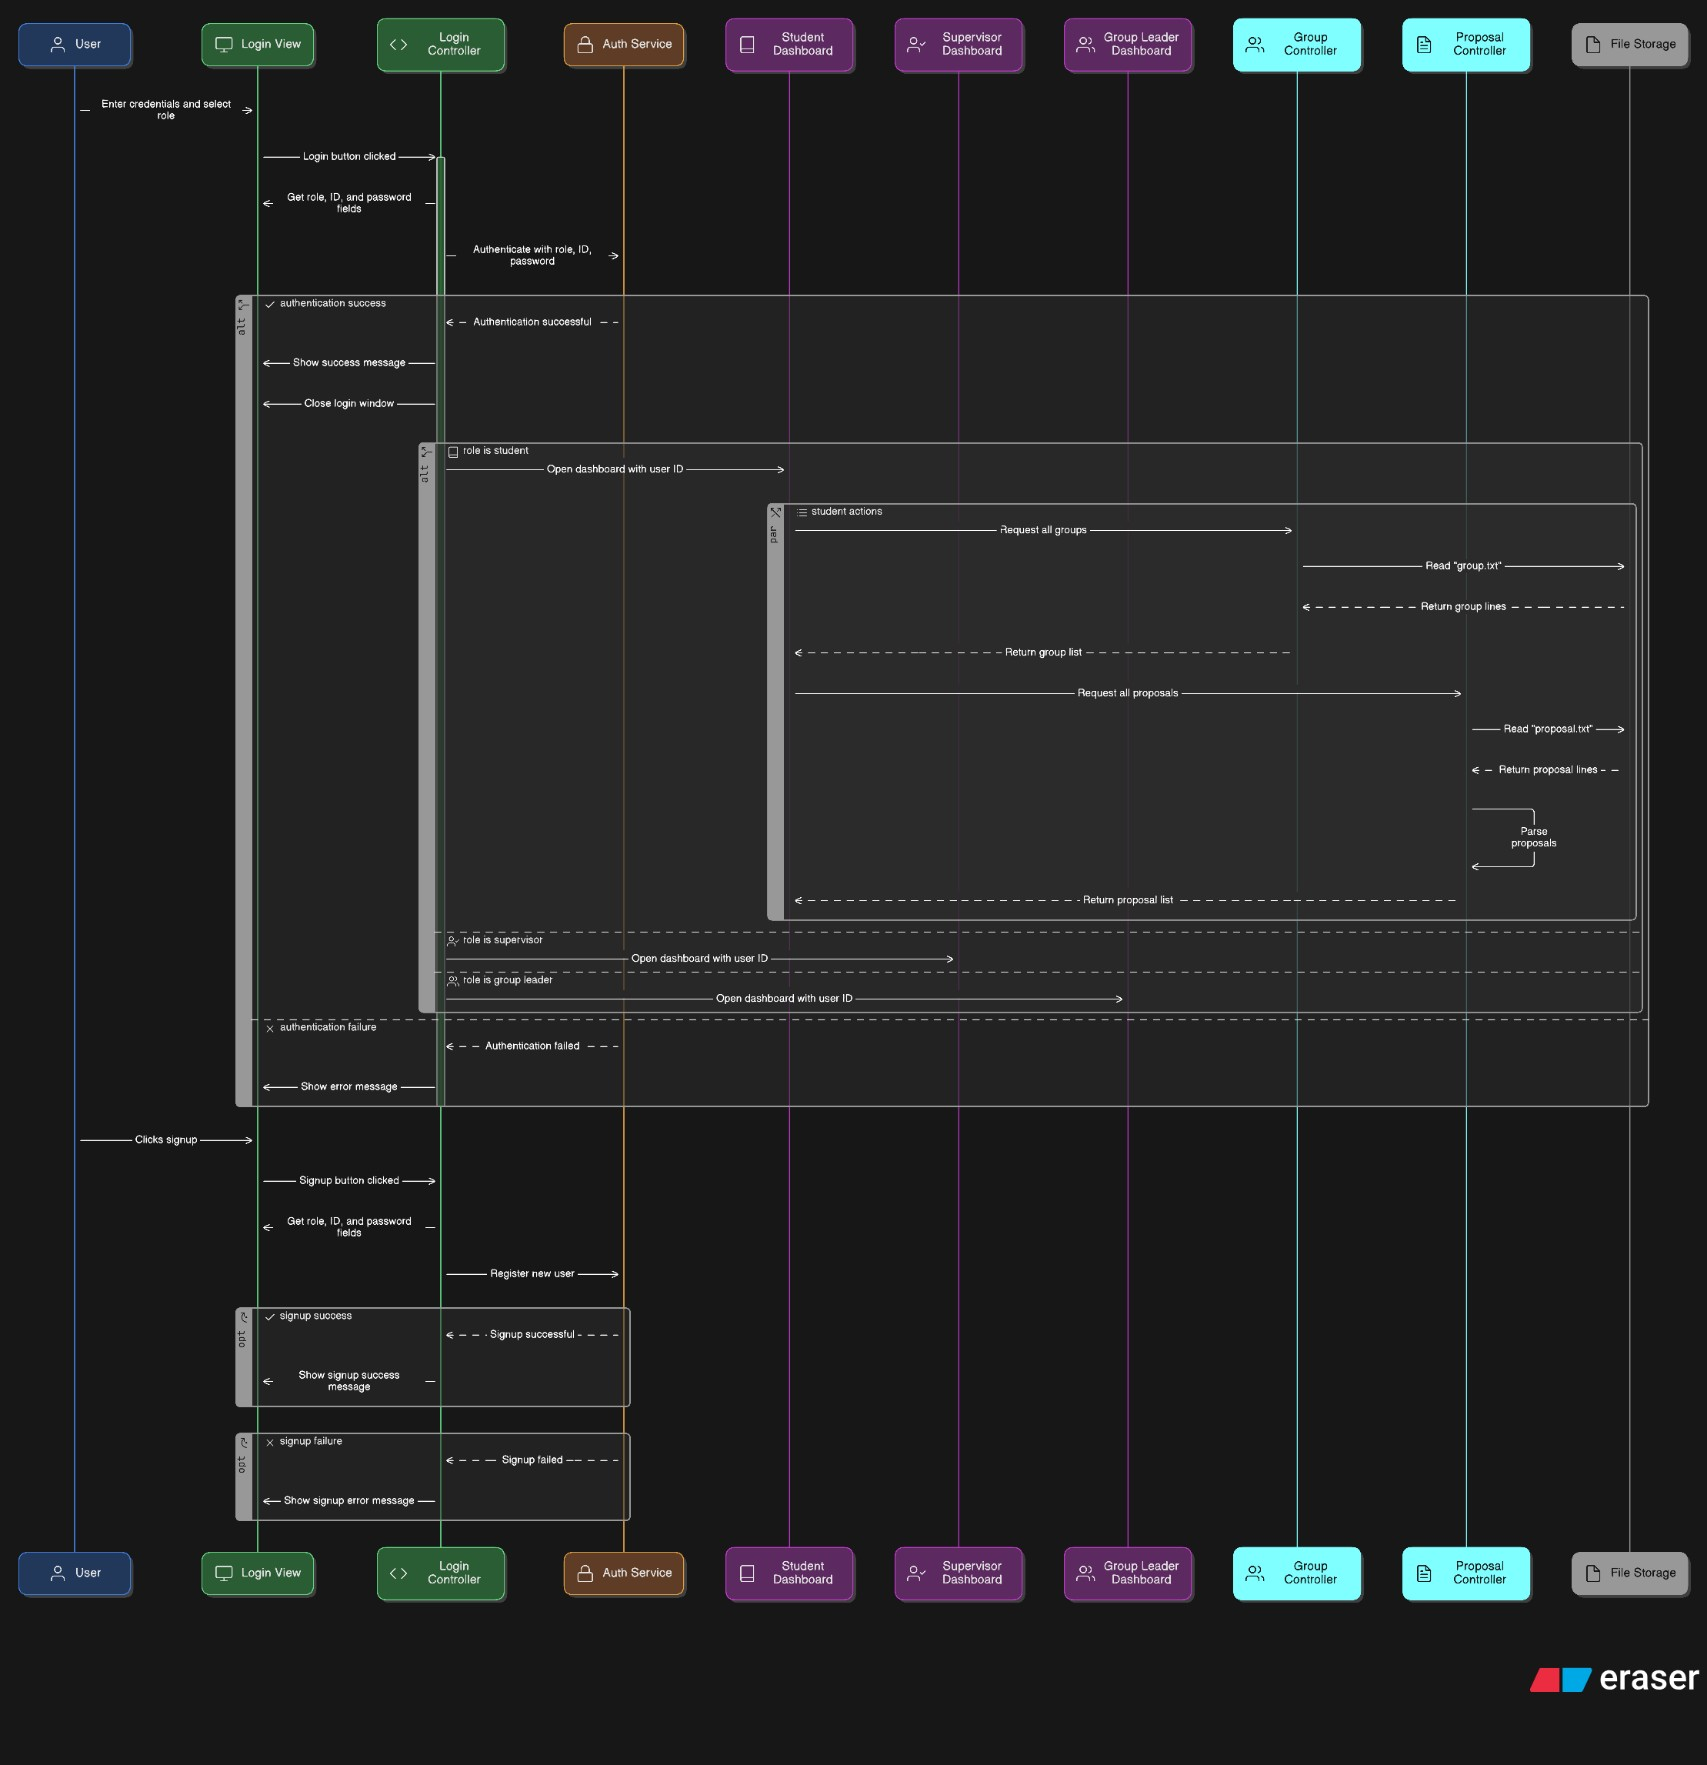 User
Login View
Login
Controller
Auth Service
Student
Dashboard
Supervisor
Dashboard
Group Leader
Dashboard
Group
Controller
Proposal
Controller
File Storage
Enter credentials and select
role
Login button clicked
Get role, ID, and password
fields
Authenticate with role, ID,
password
alt
authentication success
Authentication successful
Show success message
Close login window
alt
role is student
Open dashboard with user ID
par
student actions
Request all groups
Read "group.txt"
Return group lines
Return group list
Request all proposals
Read "proposal.txt"
Return proposal lines
Parse
proposals
Return proposal list
role is supervisor
Open dashboard with user ID
role is group leader
Open dashboard with user ID
authentication failure
Authentication failed
Show error message
Clicks signup
Signup button clicked
Get role, ID, and password
fields
Register new user
opt
signup success
Signup successful
Show signup success
message
opt
signup failure
Signup failed
Show signup error message
User
Login View
Login
Controller
Auth Service
Student
Dashboard
Supervisor
Dashboard
Group Leader
Dashboard
Group
Controller
Proposal
Controller
File Storage
eraser